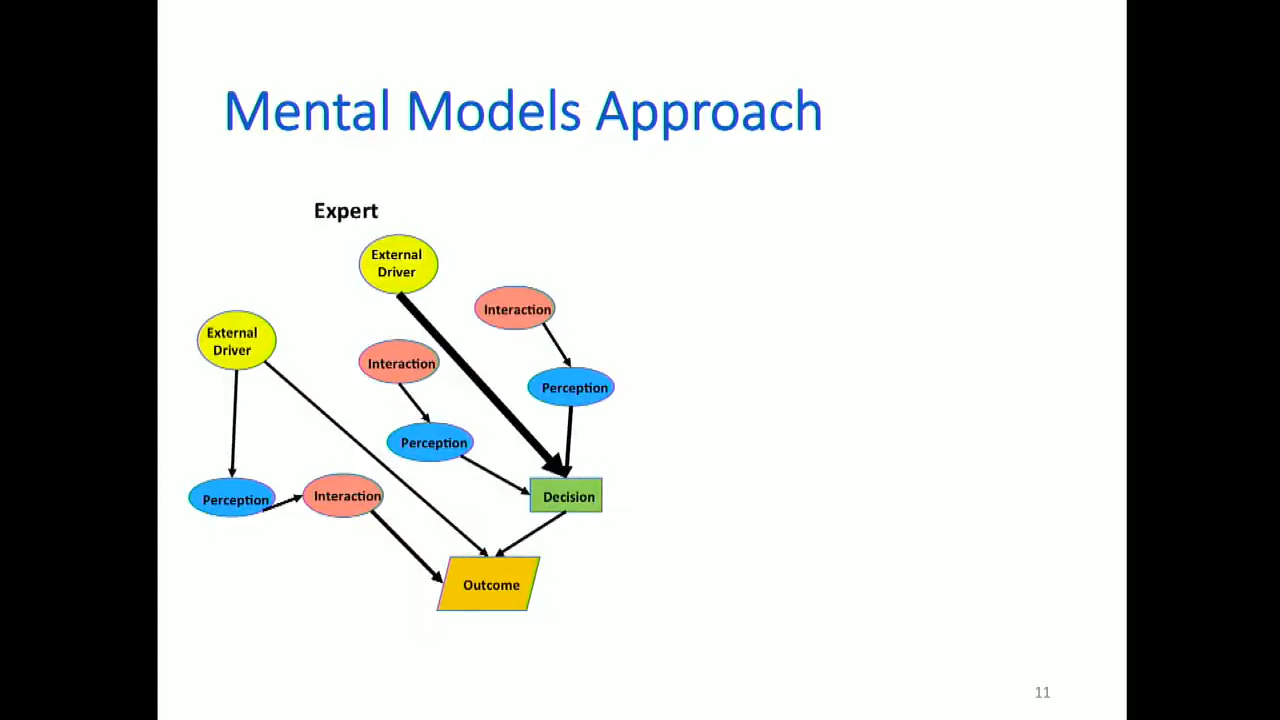 Mental Models Approach
Expert
External
Driver
Interaction
External
Driver
Interaction
Perception
Perception
Perception
Interaction
Decision
Outcome
11